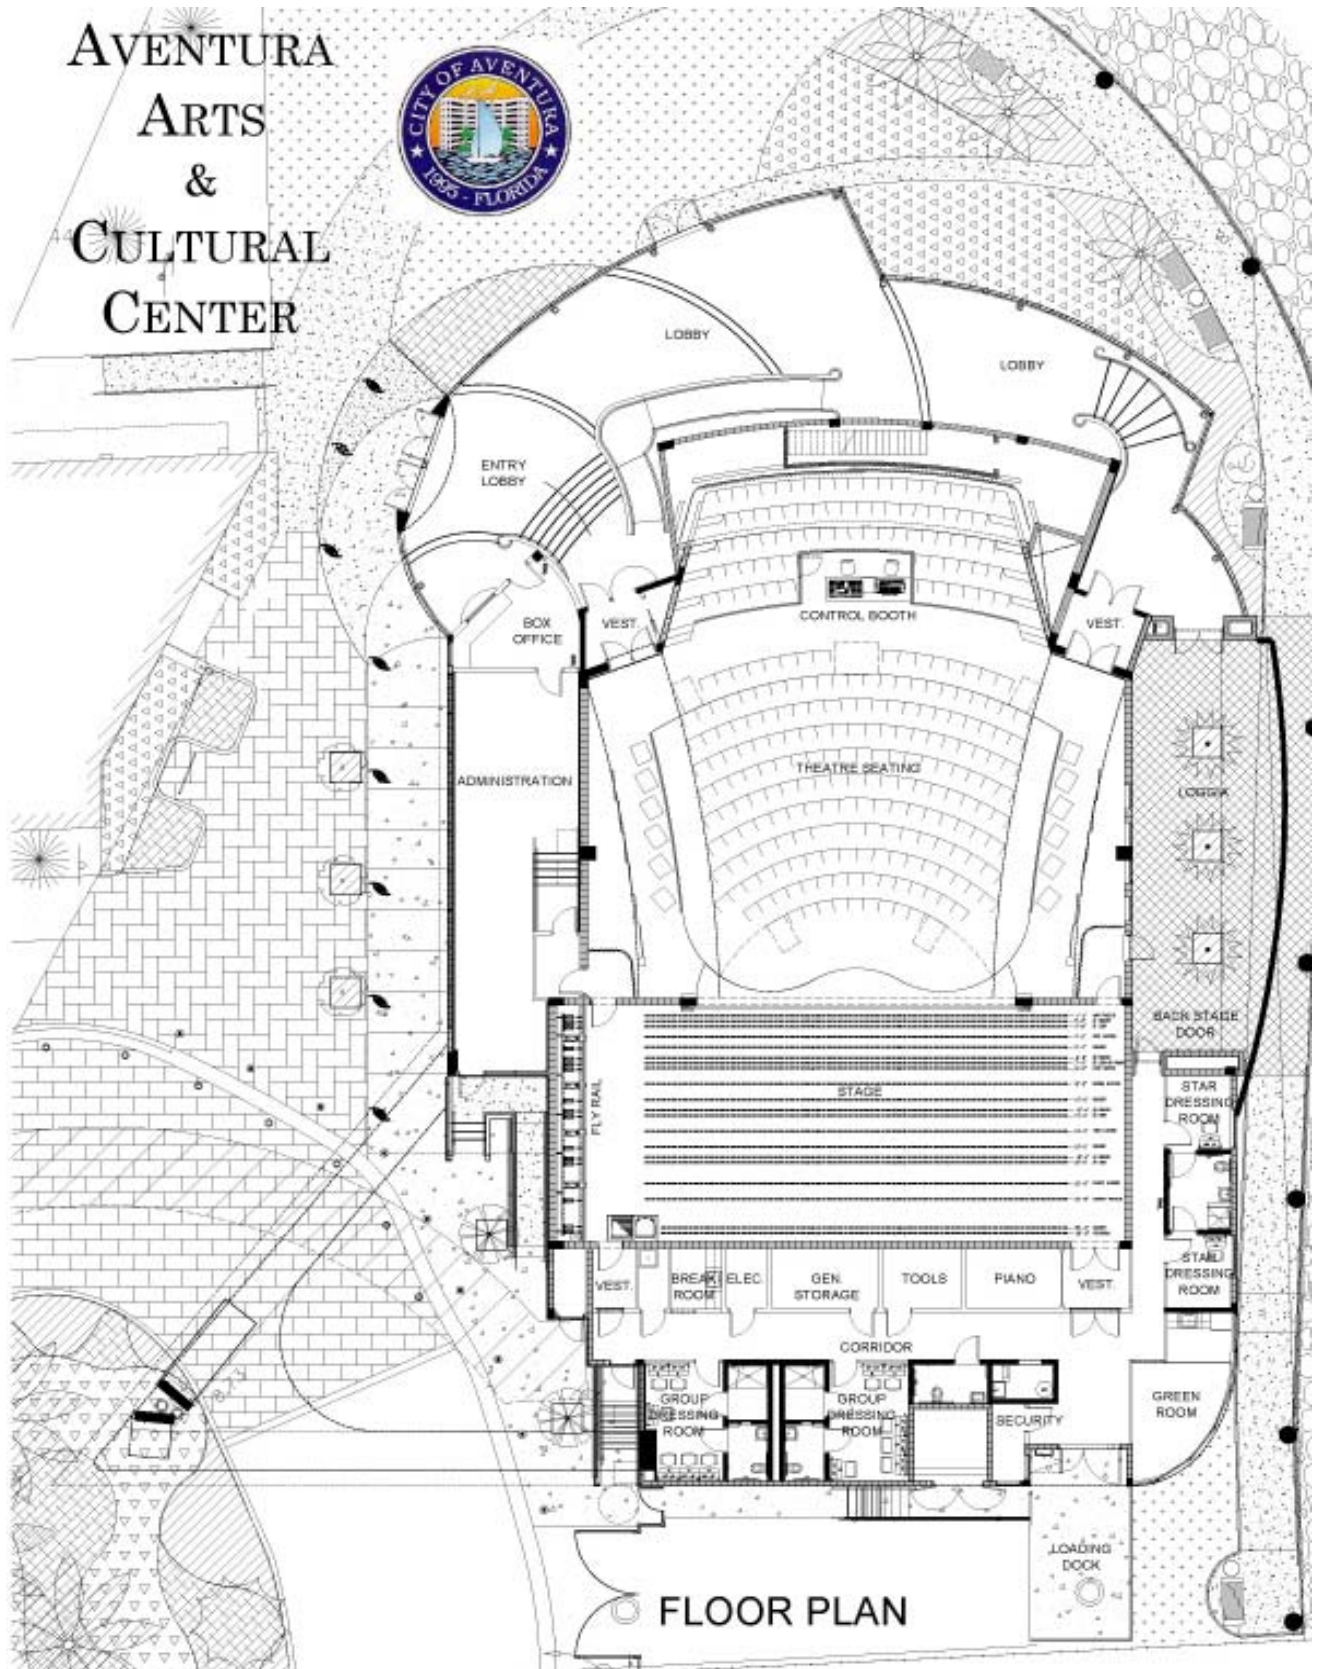 AVENTURA
ARTS
&
CULTURAL
CENTER
CITY OF AVENTURA
1995 - FLORIDA
LOBBY
LOBBY
ENTRY
LOBBY
BOX
OFFICE
VEST.
CONTROL BOOTH
VEST.
ADMINISTRATION
THEATRE SEATING
LOGGIA
BACK STAGE
DOOR
FLY RAIL
STAGE
STAR
DRESSING
ROOM
STAR
DRESSING
ROOM
VEST.
BREAK
ROOM
ELEC.
GEN.
STORAGE
TOOLS
PIANO
VEST.
CORRIDOR
GROUP
DRESSING
ROOM
GROUP
DRESSING
ROOM
SECURITY
GREEN
ROOM
LOADING
DOCK
FLOOR PLAN